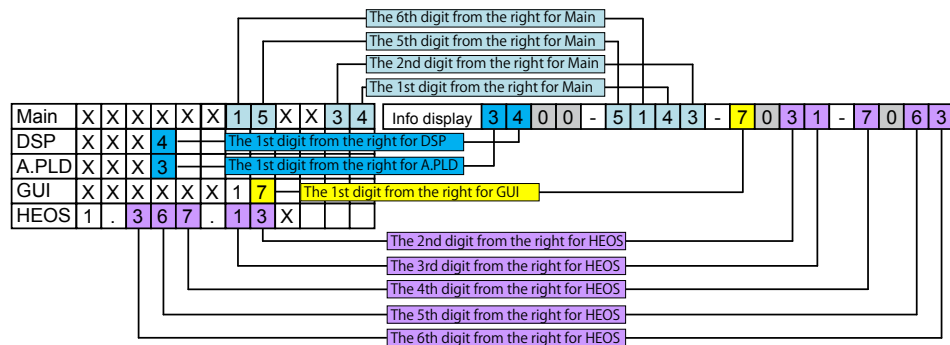 The 6th digit from the right for Main
The 5th digit from the right for Main
The 2nd digit from the right for Main
The 1st digit from the right for Main
Main X X X X X X 1 5 X X 3 4 Info display 3 4 0 0 - 5 1 4 3 - 7 0 3 1 - 7 0 6 3
DSP X X X 4 The 1st digit from the right for DSP
A.PLD X X X 3 The 1st digit from the right for A.PLD
GUI X X X X X X 1 7 The 1st digit from the right for GUI
HEOS 1 . 3 6 7 . 1 3 X
The 2nd digit from the right for HEOS
The 3rd digit from the right for HEOS
The 4th digit from the right for HEOS
The 5th digit from the right for HEOS
The 6th digit from the right for HEOS